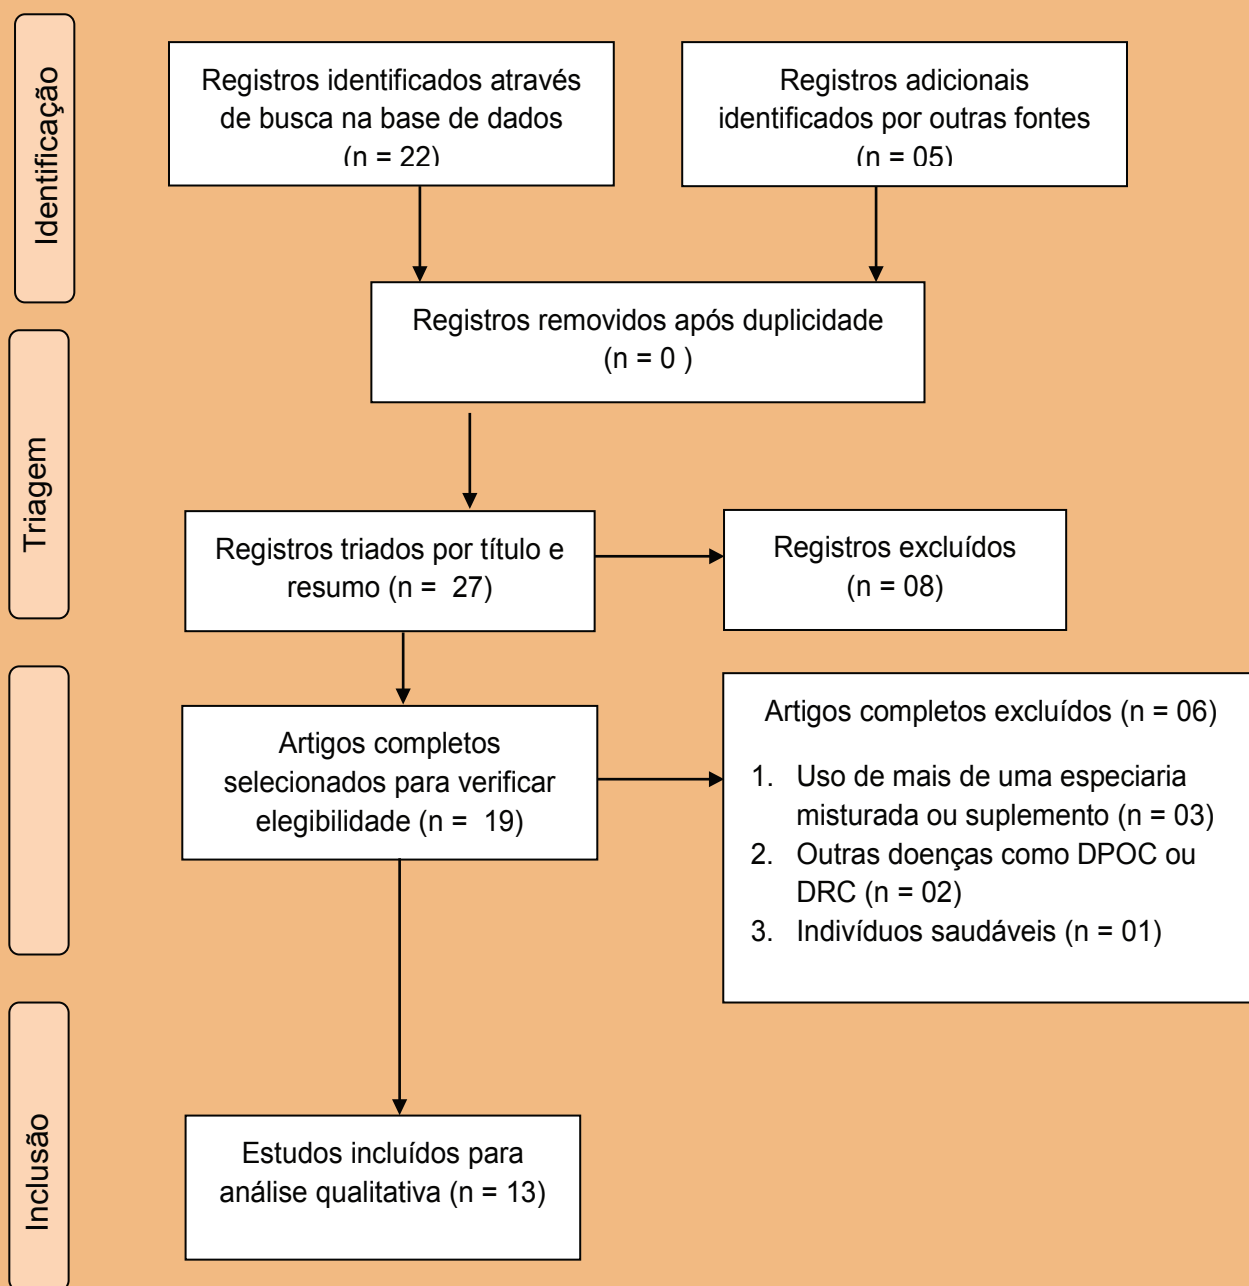 Identificação
Registros identificados através
de busca na base de dados
(n = 22)
Registros adicionais
identificados por outras fontes
(n = 05)
Registros removidos após duplicidade
(n = 0 )
Triagem
Registros triados por título e
resumo (n =  27)
Registros excluídos
(n = 08)
Artigos completos
selecionados para verificar
elegibilidade (n =  19)
Artigos completos excluídos (n = 06)
1. Uso de mais de uma especiaria
misturada ou suplemento (n = 03)
2. Outras doenças como DPOC ou
DRC (n = 02)
3. Indivíduos saudáveis (n = 01)
Inclusão
Estudos incluídos para
análise qualitativa (n = 13)